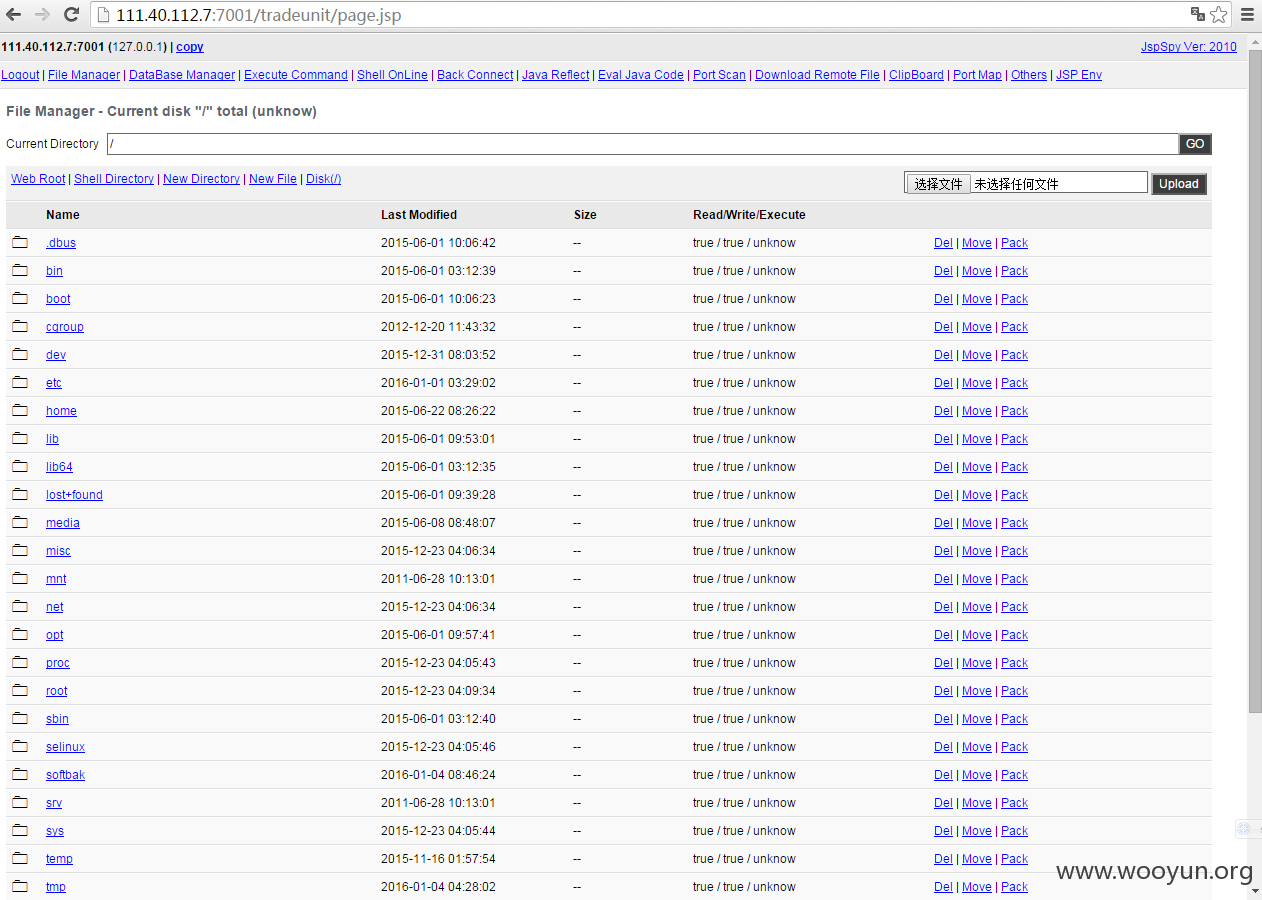 111.40.112.7:7001/tradeunit/page.jsp
111.40.112.7:7001 (127.0.0.1) | copy JspSpy Ver: 2010
Logout | File Manager | DataBase Manager | Execute Command | Shell OnLine | Back Connect | Java Reflect | Eval Java Code | Port Scan | Download Remote File | ClipBoard | Port Map | Others | JSP Env
File Manager - Current disk "/" total (unknow)
Current Directory / GO
Web Root | Shell Directory | New Directory | New File | Disk(/) 选择文件 未选择任何文件 Upload
Name Last Modified Size Read/Write/Execute
.dbus 2015-06-01 10:06:42 -- true / true / unknow Del | Move | Pack
bin 2015-06-01 03:12:39 -- true / true / unknow Del | Move | Pack
boot 2015-06-01 10:06:23 -- true / true / unknow Del | Move | Pack
cgroup 2012-12-20 11:43:32 -- true / true / unknow Del | Move | Pack
dev 2015-12-31 08:03:52 -- true / true / unknow Del | Move | Pack
etc 2016-01-01 03:29:02 -- true / true / unknow Del | Move | Pack
home 2015-06-22 08:26:22 -- true / true / unknow Del | Move | Pack
lib 2015-06-01 09:53:01 -- true / true / unknow Del | Move | Pack
lib64 2015-06-01 03:12:35 -- true / true / unknow Del | Move | Pack
lost+found 2015-06-01 09:39:28 -- true / true / unknow Del | Move | Pack
media 2015-06-08 08:48:07 -- true / true / unknow Del | Move | Pack
misc 2015-12-23 04:06:34 -- true / true / unknow Del | Move | Pack
mnt 2011-06-28 10:13:01 -- true / true / unknow Del | Move | Pack
net 2015-12-23 04:06:34 -- true / true / unknow Del | Move | Pack
opt 2015-06-01 09:57:41 -- true / true / unknow Del | Move | Pack
proc 2015-12-23 04:05:43 -- true / true / unknow Del | Move | Pack
root 2015-12-23 04:09:34 -- true / true / unknow Del | Move | Pack
sbin 2015-06-01 03:12:40 -- true / true / unknow Del | Move | Pack
selinux 2015-12-23 04:05:46 -- true / true / unknow Del | Move | Pack
softbak 2016-01-04 08:46:24 -- true / true / unknow Del | Move | Pack
srv 2011-06-28 10:13:01 -- true / true / unknow Del | Move | Pack
sys 2015-12-23 04:05:44 -- true / true / unknow Del | Move | Pack
temp 2015-11-16 01:57:54 -- true / true / unknow Del | Move | Pack
tmp 2016-01-04 04:28:02 -- true / true / unknow Del | Move | Pack
www.wooyun.org